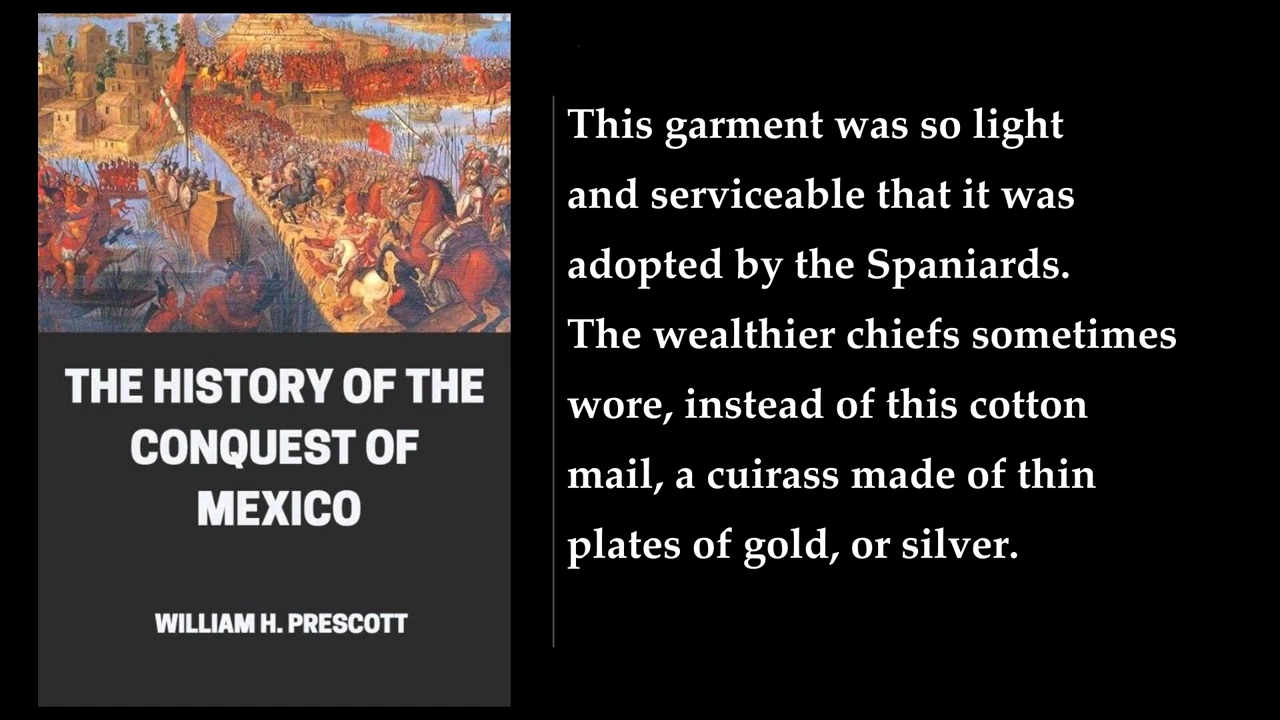 THE HISTORY OF THE
CONQUEST OF
MEXICO
WILLIAM H. PRESCOTT
This garment was so light
and serviceable that it was
adopted by the Spaniards.
The wealthier chiefs sometimes
wore, instead of this cotton
mail, a cuirass made of thin
plates of gold, or silver.